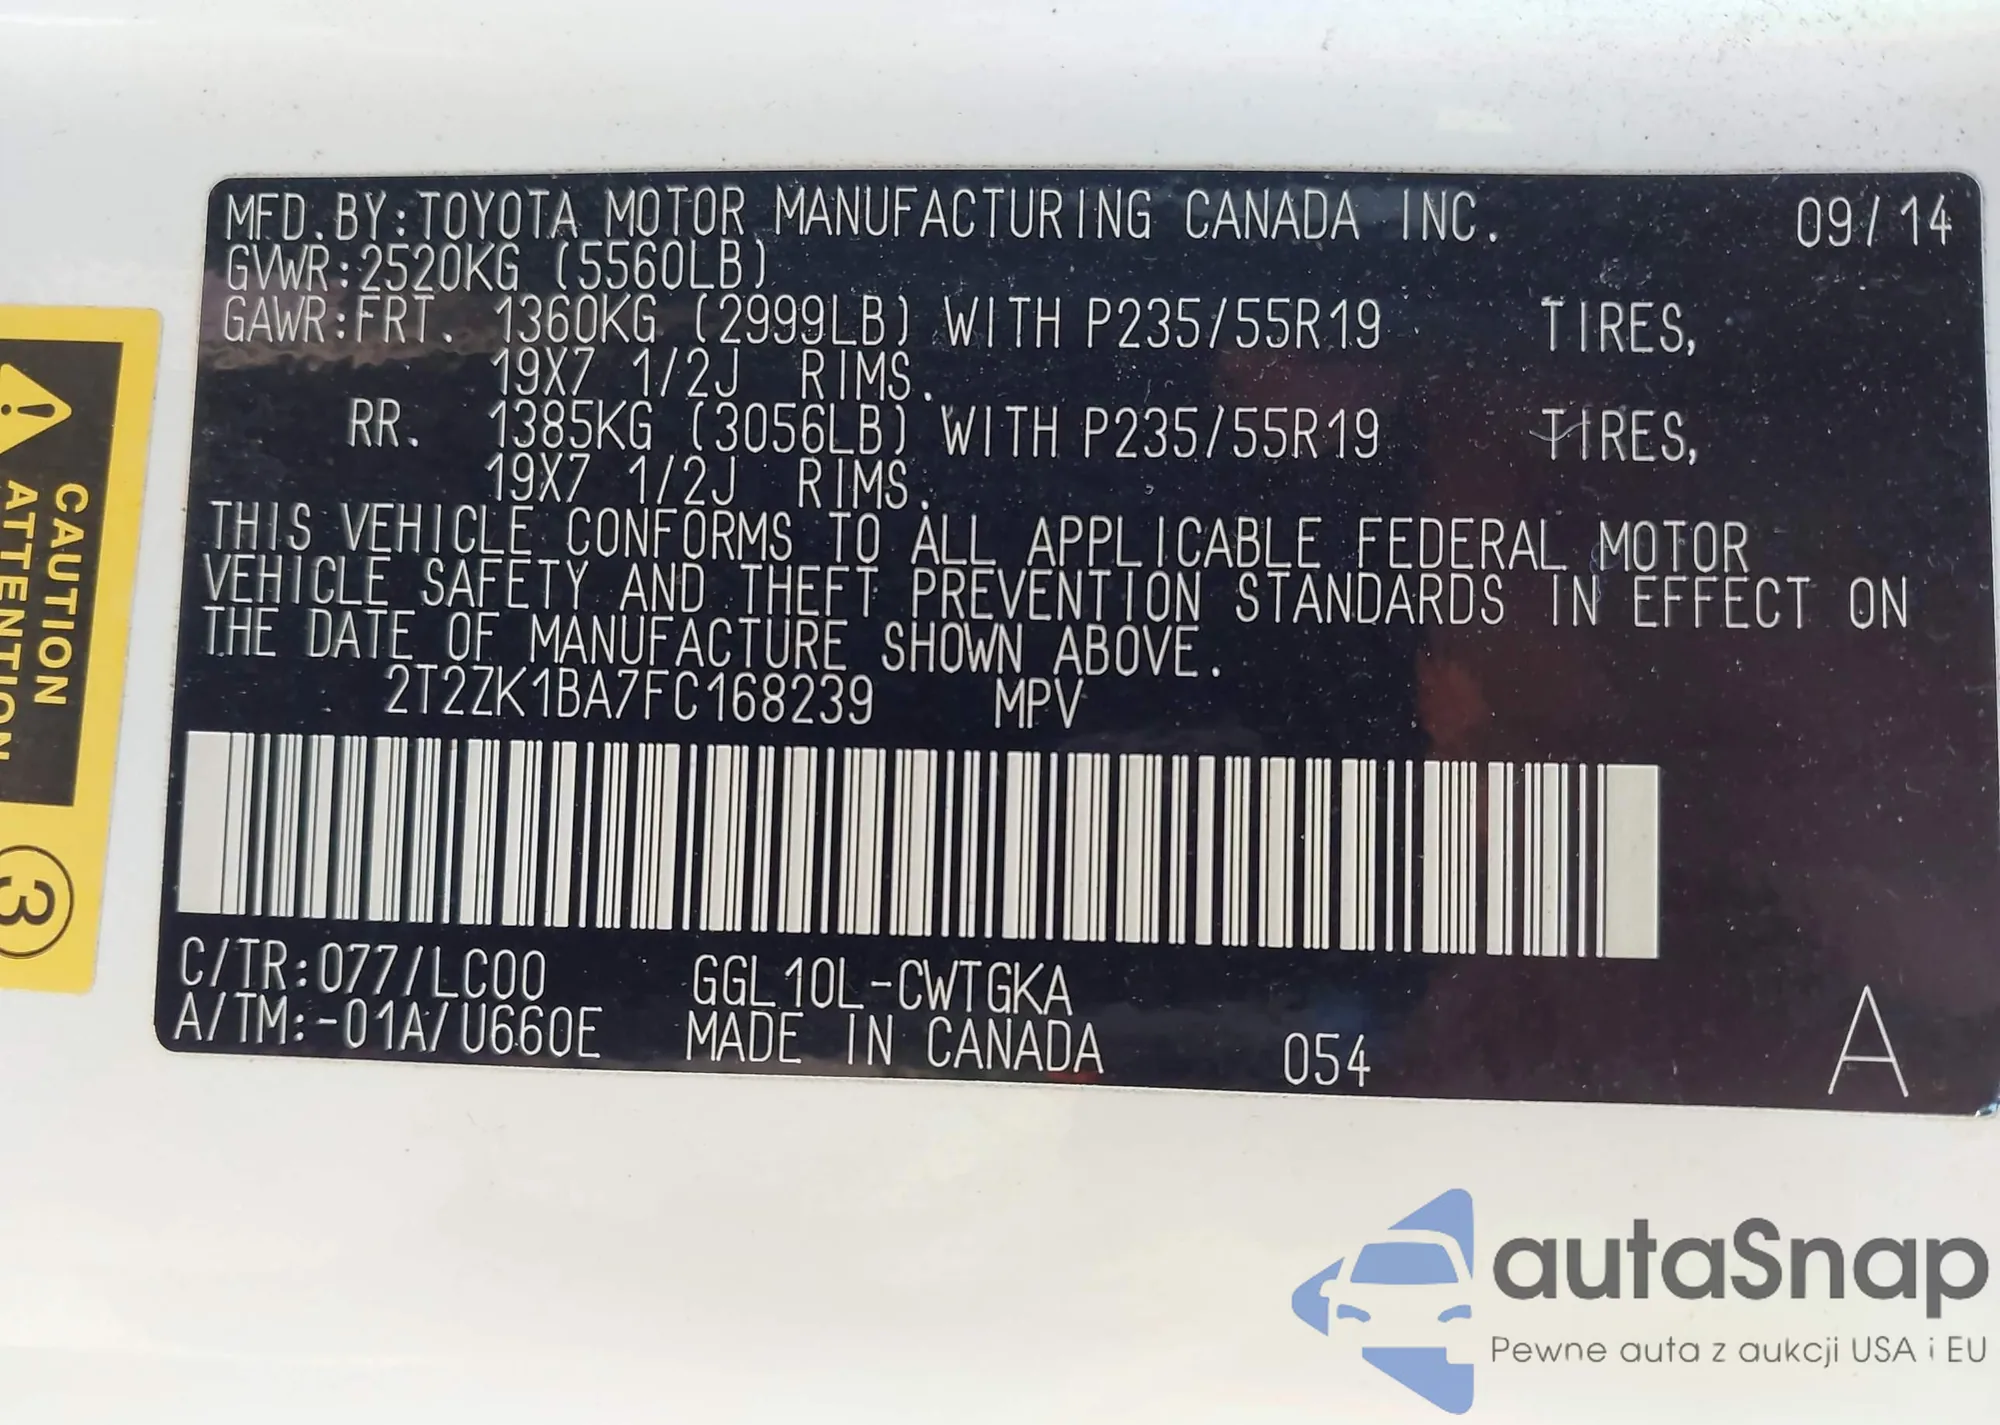 MFD.BY:TOYOTA MOTOR MANUFACTURING CANADA INC. 09/14
GVWR:2520KG (5560LB)
GAWR:FRT. 1360KG (2999LB) WITH P235/55R19 TIRES,
19X7 1/2J RIMS.
RR. 1385KG (3056LB) WITH P235/55R19 TIRES,
19X7 1/2J RIMS.
THIS VEHICLE CONFORMS TO ALL APPLICABLE FEDERAL MOTOR
VEHICLE SAFETY AND THEFT PREVENTION STANDARDS IN EFFECT ON
THE DATE OF MANUFACTURE SHOWN ABOVE.
2T2ZK1BA7FC168239 MPV
C/TR:077/LC00 GGL10L-CWTGKA
A/TM:-01A/U660E MADE IN CANADA 054 A
CAUTION
ATTENTION
3
autaSnap
Pewne auta z aukcji USA i EU